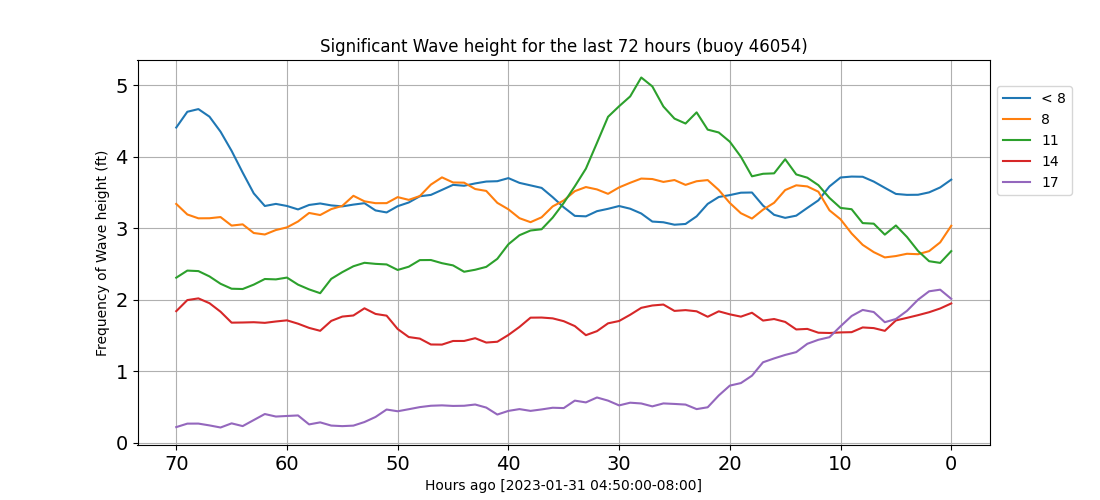 Significant Wave height for the last 72 hours (buoy 46054)
Frequency of Wave height (ft)
5
4
3
2
1
0
70 60 50 40 30 20 10 0
Hours ago [2023-01-31 04:50:00-08:00]
< 8
8
11
14
17